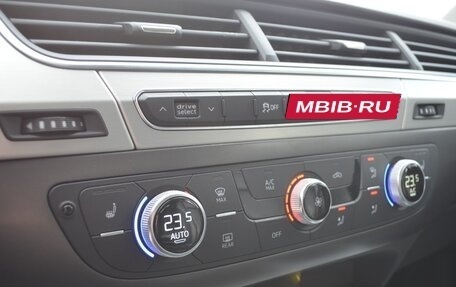 drive
select
OFF
MBIB·RU
MAX
A/C
MAX
23.5
AUTO
23.5
REAR
OFF